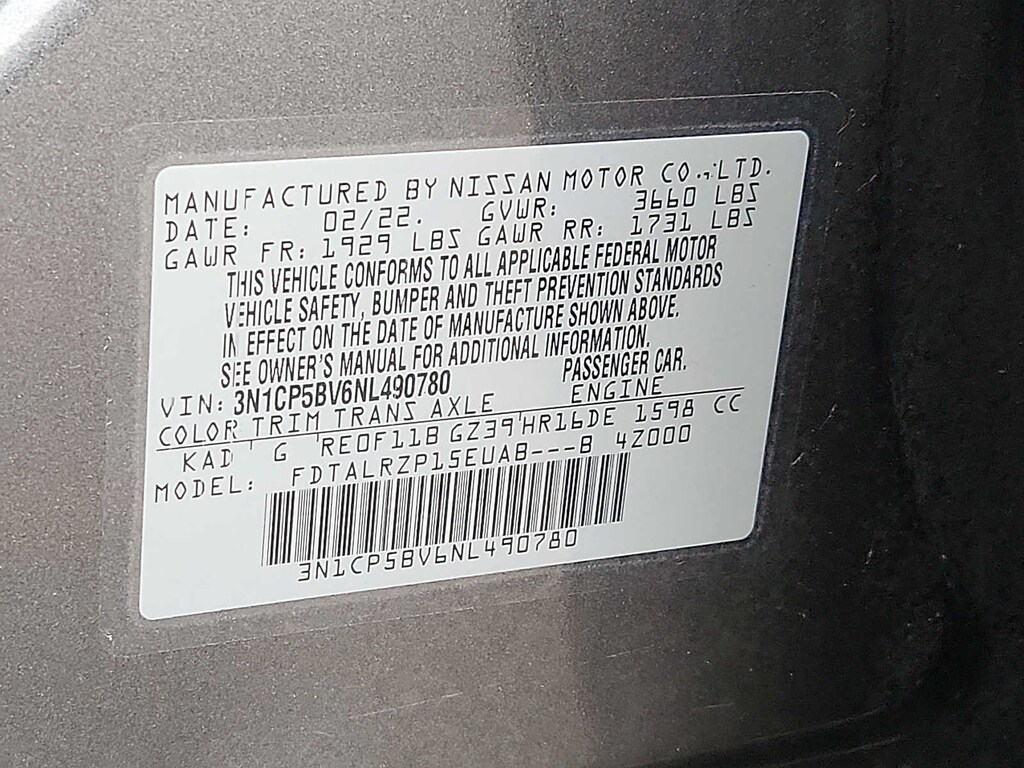 MANUFACTURED BY NISSAN MOTOR CO.,LTD.
DATE: 02/22. GVWR: 3660 LBS
GAWR FR: 1929 LBS GAWR RR: 1731 LBS
THIS VEHICLE CONFORMS TO ALL APPLICABLE FEDERAL MOTOR
VEHICLE SAFETY, BUMPER AND THEFT PREVENTION STANDARDS
IN EFFECT ON THE DATE OF MANUFACTURE SHOWN ABOVE.
SEE OWNER'S MANUAL FOR ADDITIONAL INFORMATION.
VIN: 3N1CP5BV6NL490780 PASSENGER CAR.
COLOR TRIM TRANS AXLE ENGINE
KAD G RE0F11B GZ39 HR16DE 1598 CC
MODEL: FDTALRZP15EUAB---B 4Z000
3N1CP5BV6NL490780